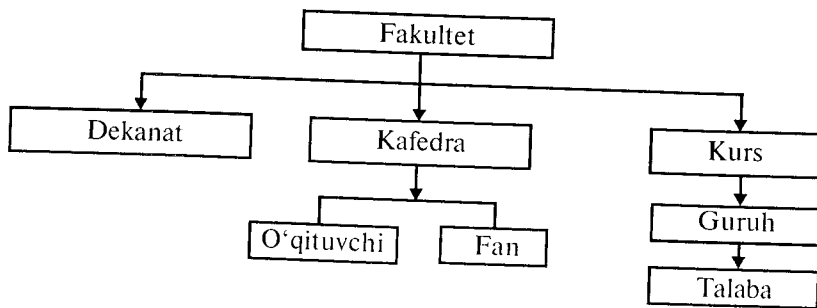 Fakultet
Dekanat
Kafedra
Kurs
O‘qituvchi
Fan
Guruh
Talaba